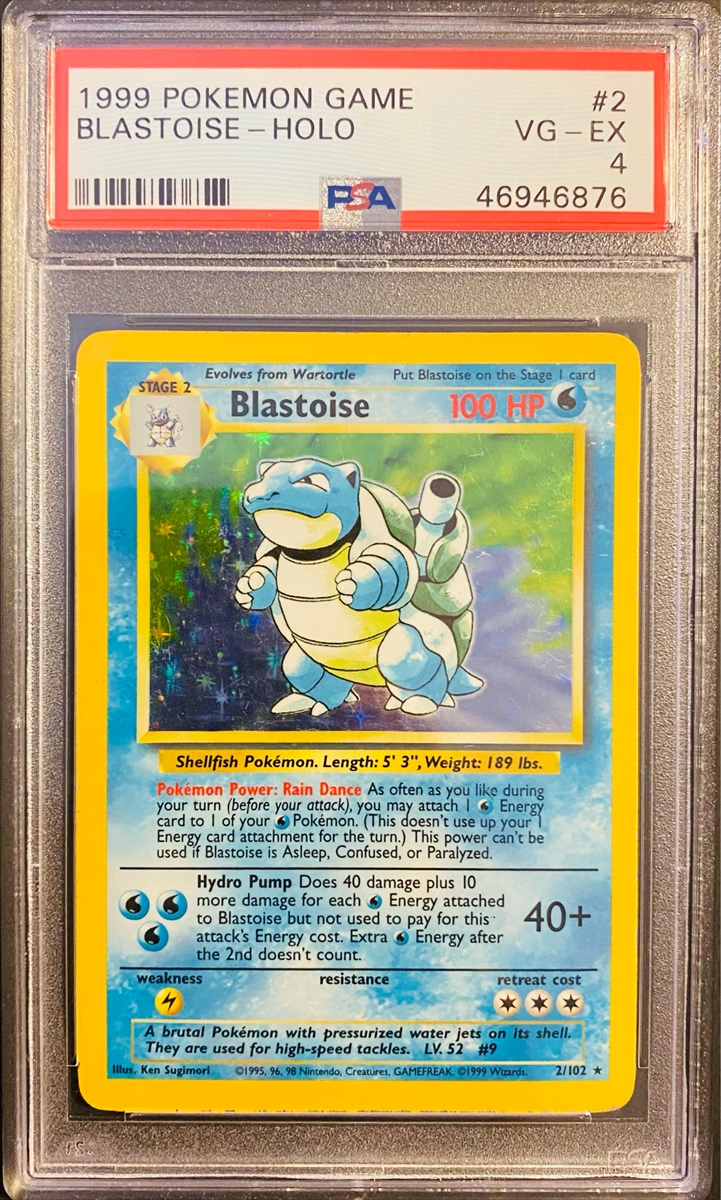 1999 POKEMON GAME #2
BLASTOISE - HOLO VG - EX
4
PSA 46946876
Evolves from Wartortle Put Blastoise on the Stage 1 card
STAGE 2
Blastoise 100 HP
Shellfish Pokémon. Length: 5' 3", Weight: 189 lbs.
Pokémon Power: Rain Dance As often as you like during
your turn (before your attack), you may attach 1 Energy
card to 1 of your Pokémon. (This doesn't use up your 1
Energy card attachment for the turn.) This power can't be
used if Blastoise is Asleep, Confused, or Paralyzed.
Hydro Pump Does 40 damage plus 10
more damage for each Energy attached
to Blastoise but not used to pay for this
attack's Energy cost. Extra Energy after
the 2nd doesn't count.
40+
weakness resistance retreat cost
A brutal Pokémon with pressurized water jets on its shell.
They are used for high-speed tackles. LV. 52 #9
Illus. Ken Sugimori ©1995, 96, 98 Nintendo, Creatures, GAMEFREAK. ©1999 Wizards. 2/102 ★
PSA